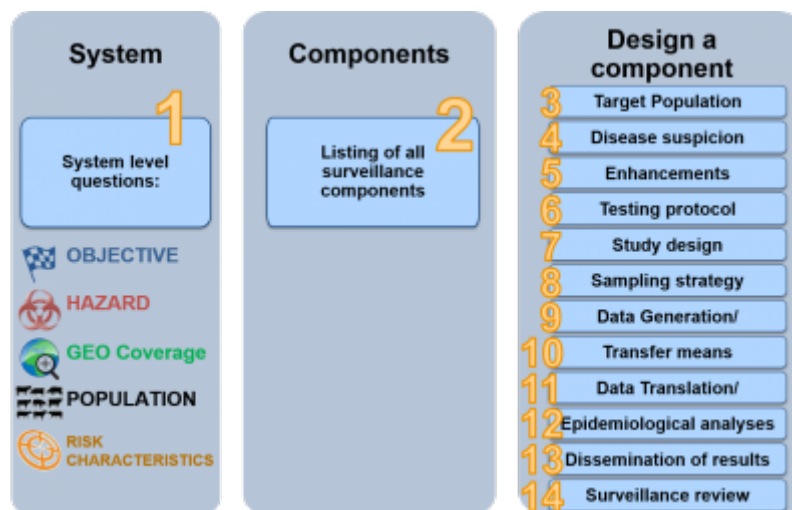 System
1
System level
questions:
OBJECTIVE
HAZARD
GEO Coverage
POPULATION
RISK
CHARACTERISTICS
Components
2
Listing of all
surveillance
components
Design a
component
3 Target Population
4 Disease suspicion
5 Enhancements
6 Testing protocol
7 Study design
8 Sampling strategy
9 Data Generation/
10 Transfer means
11 Data Translation/
12 Epidemiological analyses
13 Dissemination of results
14 Surveillance review